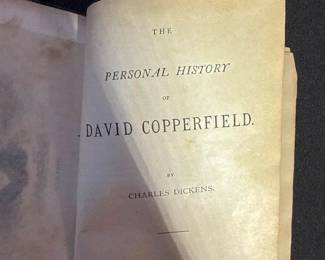 THE
PERSONAL HISTORY
OF
DAVID COPPERFIELD.
BY
CHARLES DICKENS.